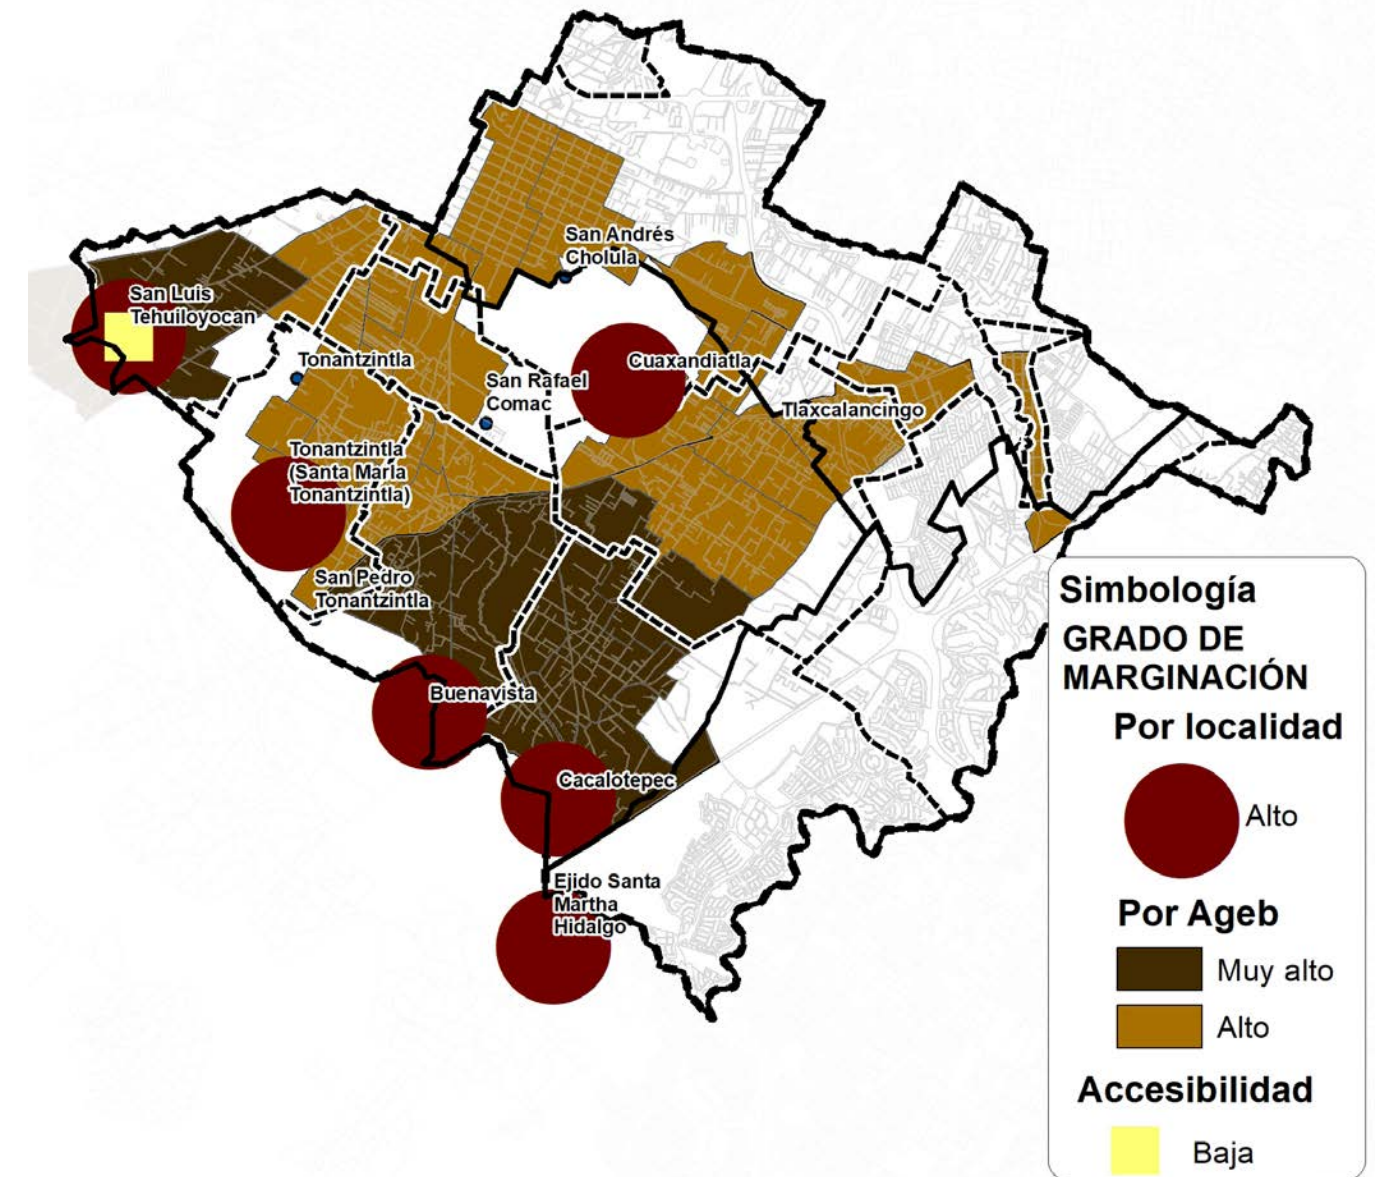 San Andrés
Cholula
San Luis
Tehuiloyocan
Tonantzintla
Cuaxandiatla
San Rafael
Comac
Tlaxcalancingo
Tonantzintla
(Santa María
Tonantzintla)
San Pedro
Tonantzintla
Buenavista
Cacalotepec
Ejido Santa
Martha
Hidalgo
Simbología
GRADO DE
MARGINACIÓN
Por localidad
Alto
Por Ageb
Muy alto
Alto
Accesibilidad
Baja